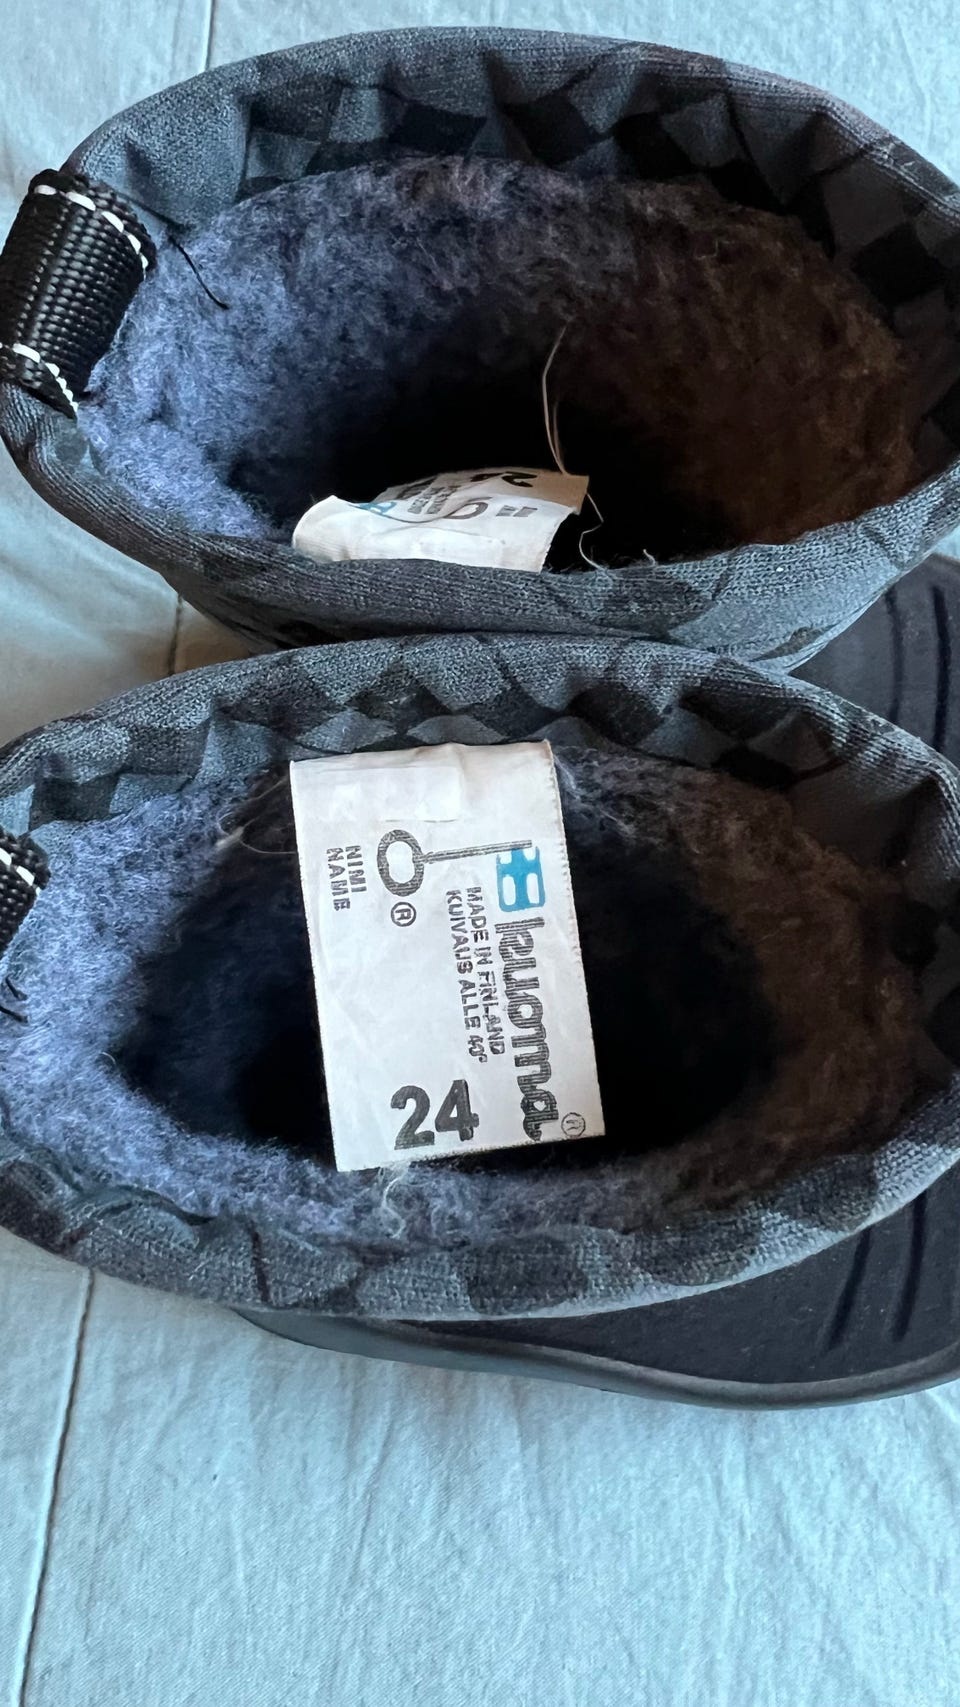 kuoma®
MADE IN FINLAND
KUIVAUS ALLE 40°
®
NIMI
NAME
24